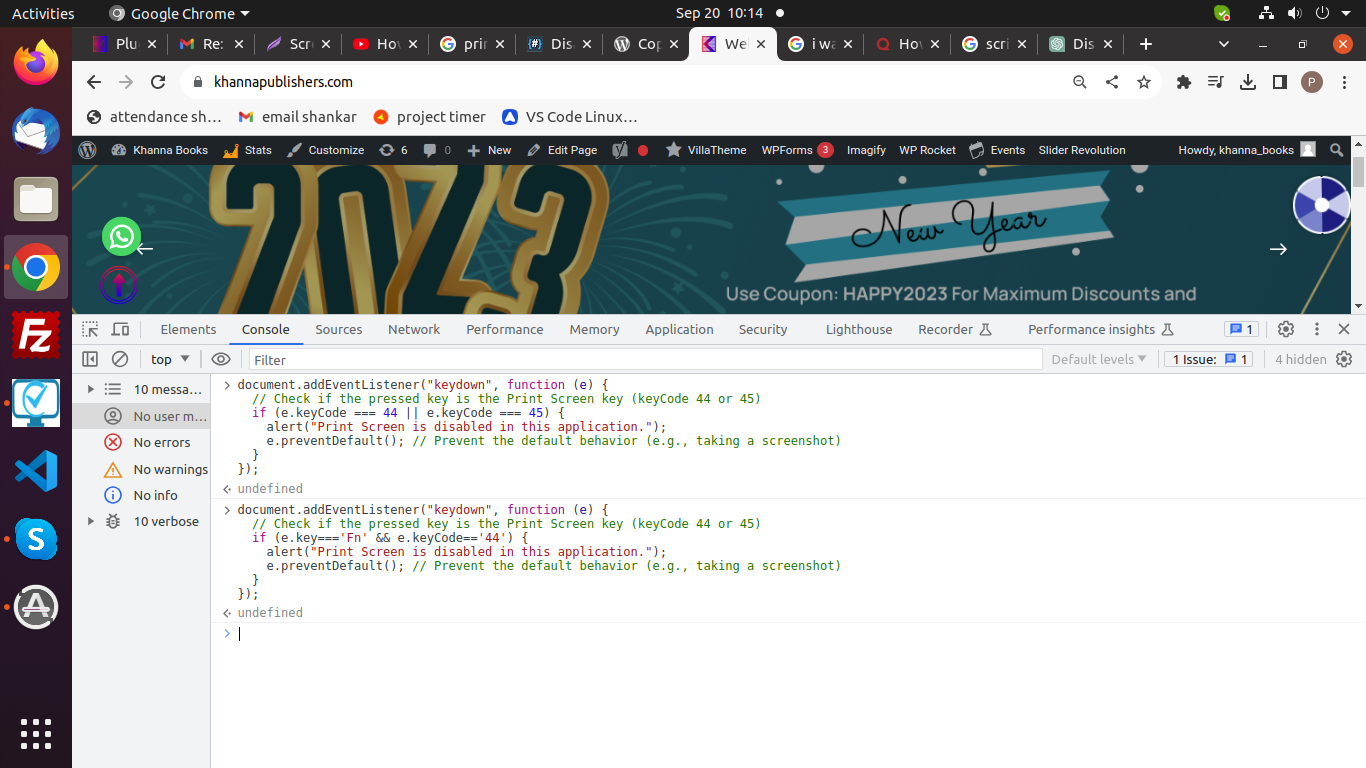 Activities Google Chrome Sep 20 10:14
Plu Re: Scr Hov prin Disa Cop Wel i wa Hov scri Dis
khannapublishers.com P
attendance sh… email shankar project timer VS Code Linux…
Khanna Books Stats Customize 6 0 New Edit Page VillaTheme WPForms 3 Imagify WP Rocket Events Slider Revolution Howdy, khanna_books
2023
New Year
Use Coupon: HAPPY2023 For Maximum Discounts and
Elements Console Sources Network Performance Memory Application Security Lighthouse Recorder Performance insights 1
top Filter Default levels 1 Issue: 1 4 hidden
10 messa…
No user m…
No errors
No warnings
No info
10 verbose
document.addEventListener("keydown", function (e) {
// Check if the pressed key is the Print Screen key (keyCode 44 or 45)
if (e.keyCode === 44 || e.keyCode === 45) {
alert("Print Screen is disabled in this application.");
e.preventDefault(); // Prevent the default behavior (e.g., taking a screenshot)
}
});
undefined
document.addEventListener("keydown", function (e) {
// Check if the pressed key is the Print Screen key (keyCode 44 or 45)
if (e.key==='Fn' && e.keyCode=='44') {
alert("Print Screen is disabled in this application.");
e.preventDefault(); // Prevent the default behavior (e.g., taking a screenshot)
}
});
undefined